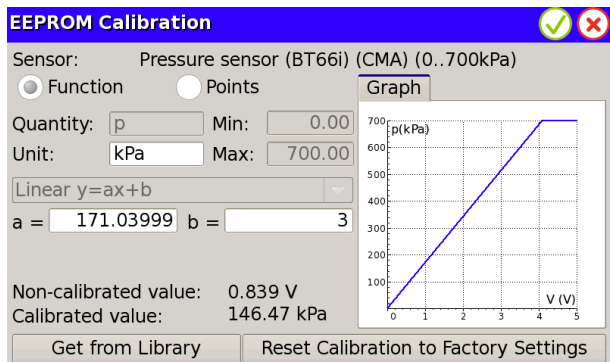 EEPROM Calibration
Sensor: Pressure sensor (BT66i) (CMA) (0..700kPa)
Function Points
Graph
Quantity: p Min: 0.00
Unit: kPa Max: 700.00
Linear y=ax+b
a = 171.03999 b = 3
Non-calibrated value: 0.839 V
Calibrated value: 146.47 kPa
700 p(kPa)
600
500
400
300
200
100
V (V)
0 1 2 3 4 5
Get from Library Reset Calibration to Factory Settings